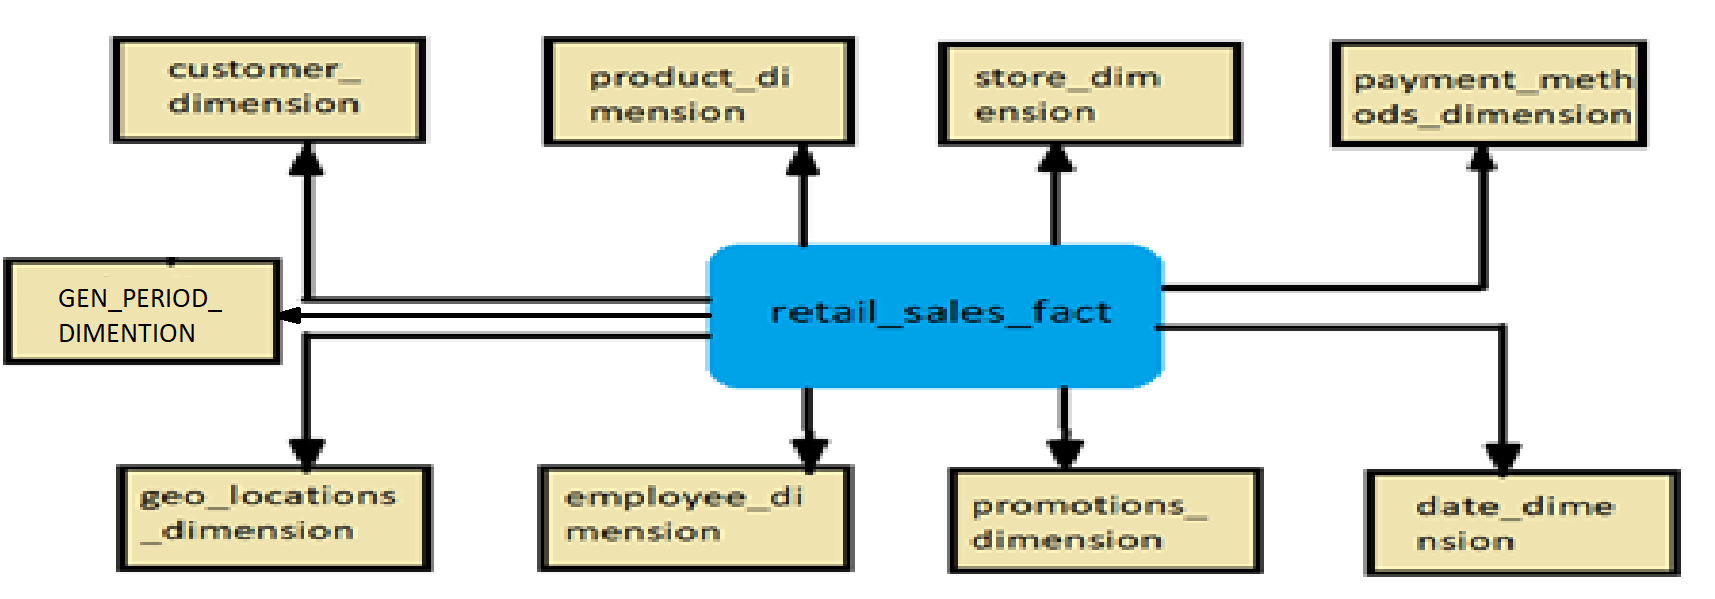 customer_
dimension
product_di
mension
store_dim
ension
payment_meth
ods_dimension
GEN_PERIOD_
DIMENTION
retail_sales_fact
geo_locations
_dimension
employee_di
mension
promotions_
dimension
date_dime
nsion